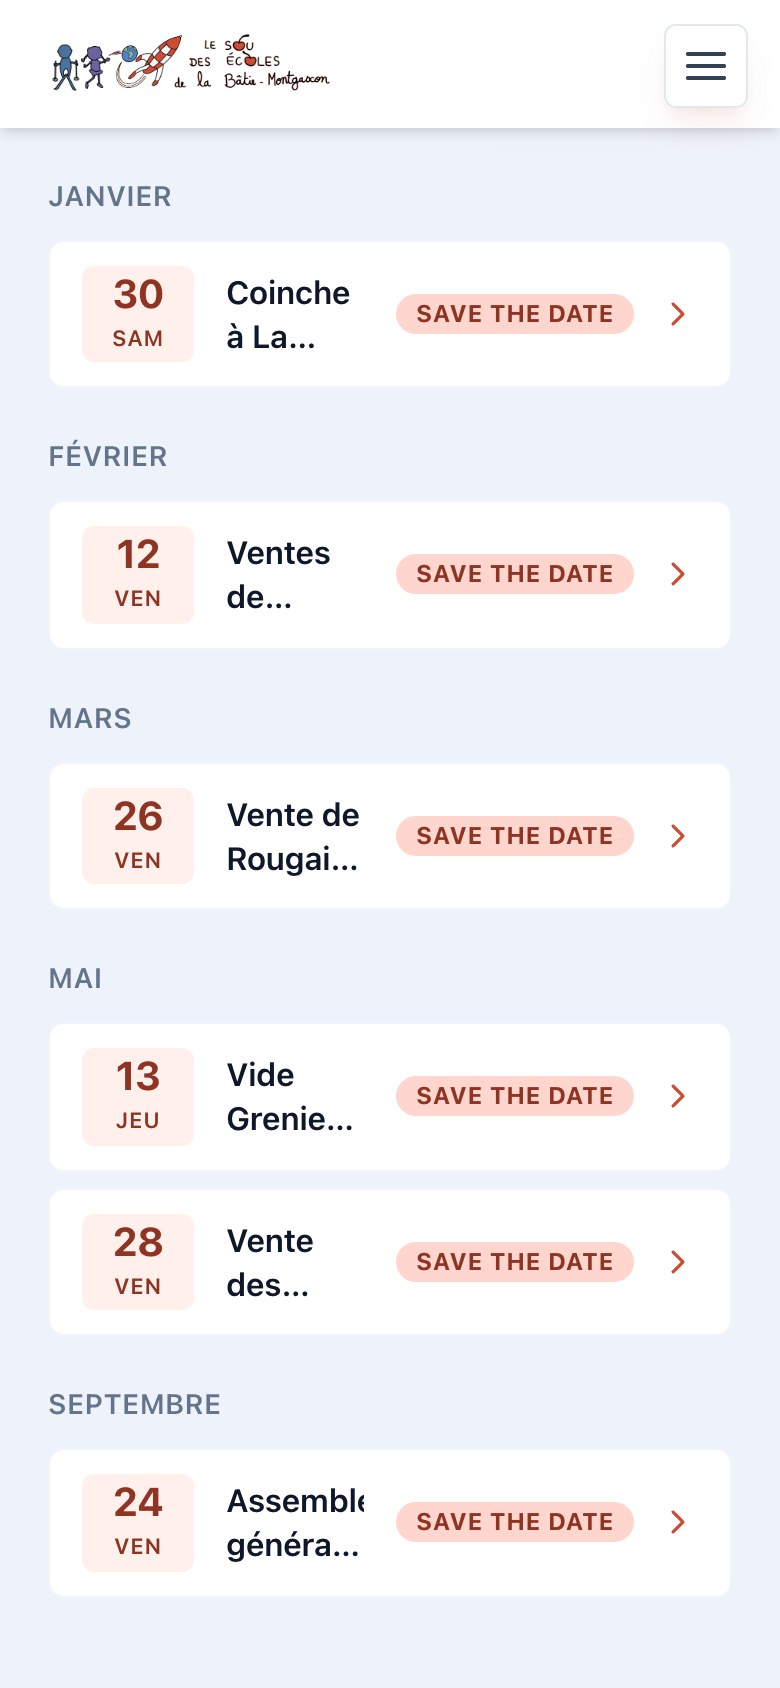 LE SOU
DES ÉCOLES
de la Bâtie - Montgascon
JANVIER
30
SAM
Coinche
à La...
SAVE THE DATE
FÉVRIER
12
VEN
Ventes
de...
SAVE THE DATE
MARS
26
VEN
Vente de
Rougai...
SAVE THE DATE
MAI
13
JEU
Vide
Grenie...
SAVE THE DATE
28
VEN
Vente
des...
SAVE THE DATE
SEPTEMBRE
24
VEN
Assemblé
généra...
SAVE THE DATE